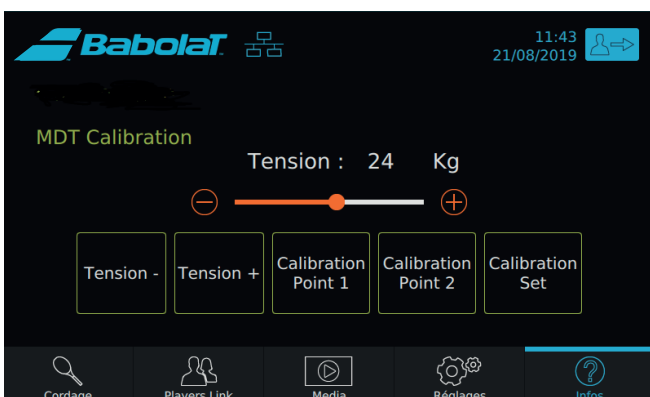 BabolaT
11:43
21/08/2019
MDT Calibration
Tension : 24 Kg
Tension -
Tension +
Calibration
Point 1
Calibration
Point 2
Calibration
Set
Cordage
Players Link
Media
Réglages
Infos